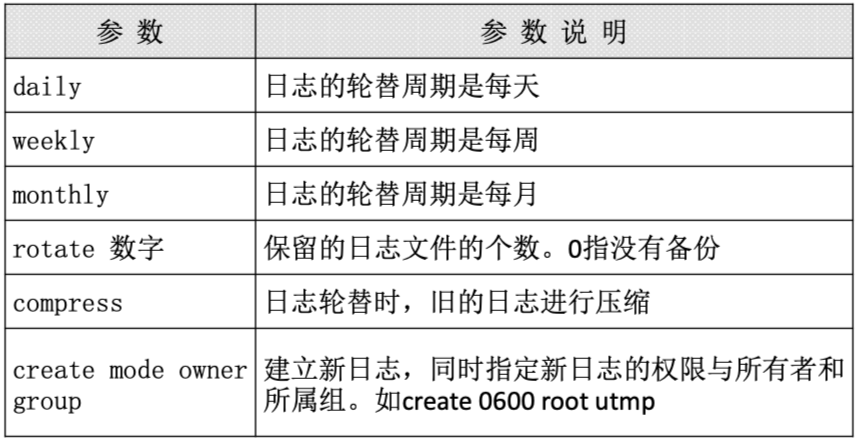 参 数 参 数 说 明
daily 日志的轮替周期是每天
weekly 日志的轮替周期是每周
monthly 日志的轮替周期是每月
rotate 数字 保留的日志文件的个数。0指没有备份
compress 日志轮替时，旧的日志进行压缩
create mode owner group 建立新日志，同时指定新日志的权限与所有者和
所属组。如create 0600 root utmp